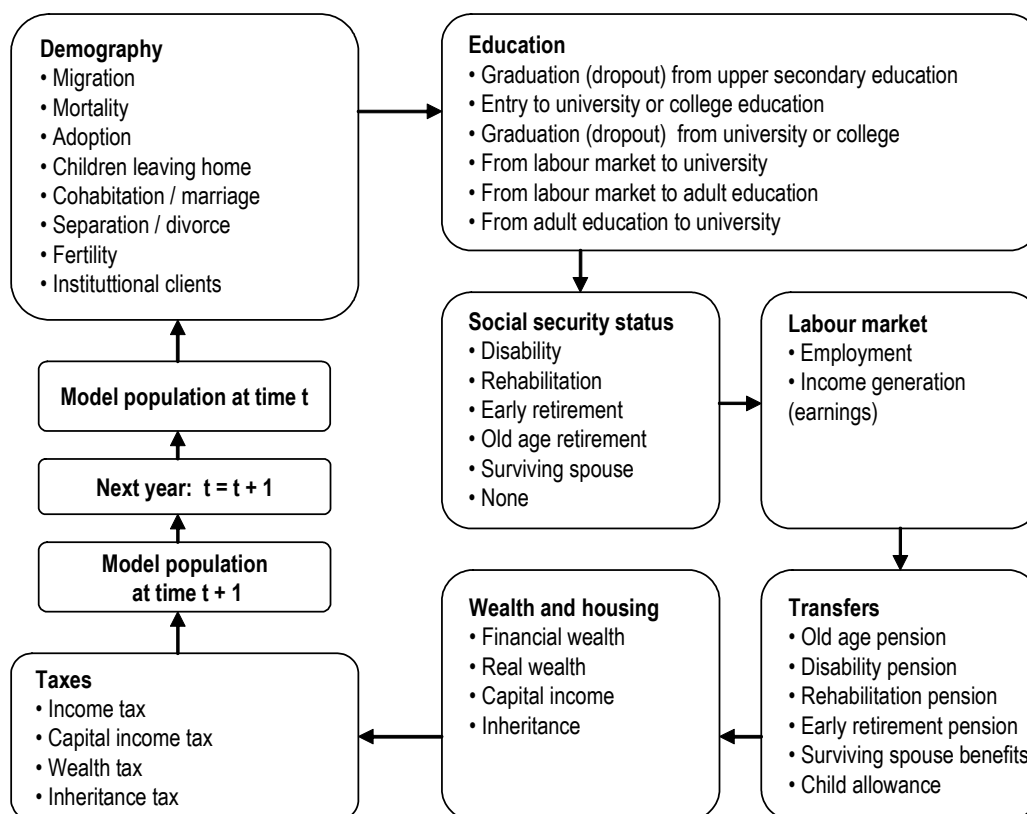 Demography
• Migration
• Mortality
• Adoption
• Children leaving home
• Cohabitation / marriage
• Separation / divorce
• Fertility
• Instituttional clients
Education
• Graduation (dropout) from upper secondary education
• Entry to university or college education
• Graduation (dropout) from university or college
• From labour market to university
• From labour market to adult education
• From adult education to university
Social security status
• Disability
• Rehabilitation
• Early retirement
• Old age retirement
• Surviving spouse
• None
Labour market
• Employment
• Income generation
(earnings)
Transfers
• Old age pension
• Disability pension
• Rehabilitation pension
• Early retirement pension
• Surviving spouse benefits
• Child allowance
Wealth and housing
• Financial wealth
• Real wealth
• Capital income
• Inheritance
Taxes
• Income tax
• Capital income tax
• Wealth tax
• Inheritance tax
Model population
at time t + 1
Next year: t = t + 1
Model population at time t